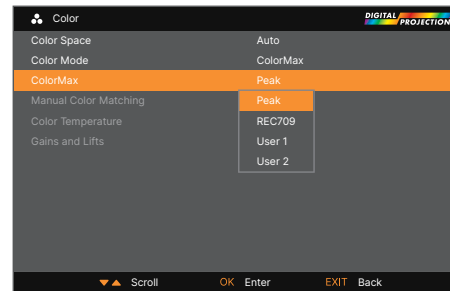 Color
DIGITAL PROJECTION
Color Space Auto
Color Mode ColorMax
ColorMax Peak
Manual Color Matching Peak
Color Temperature REC709
Gains and Lifts User 1
User 2
Scroll OK Enter EXIT Back